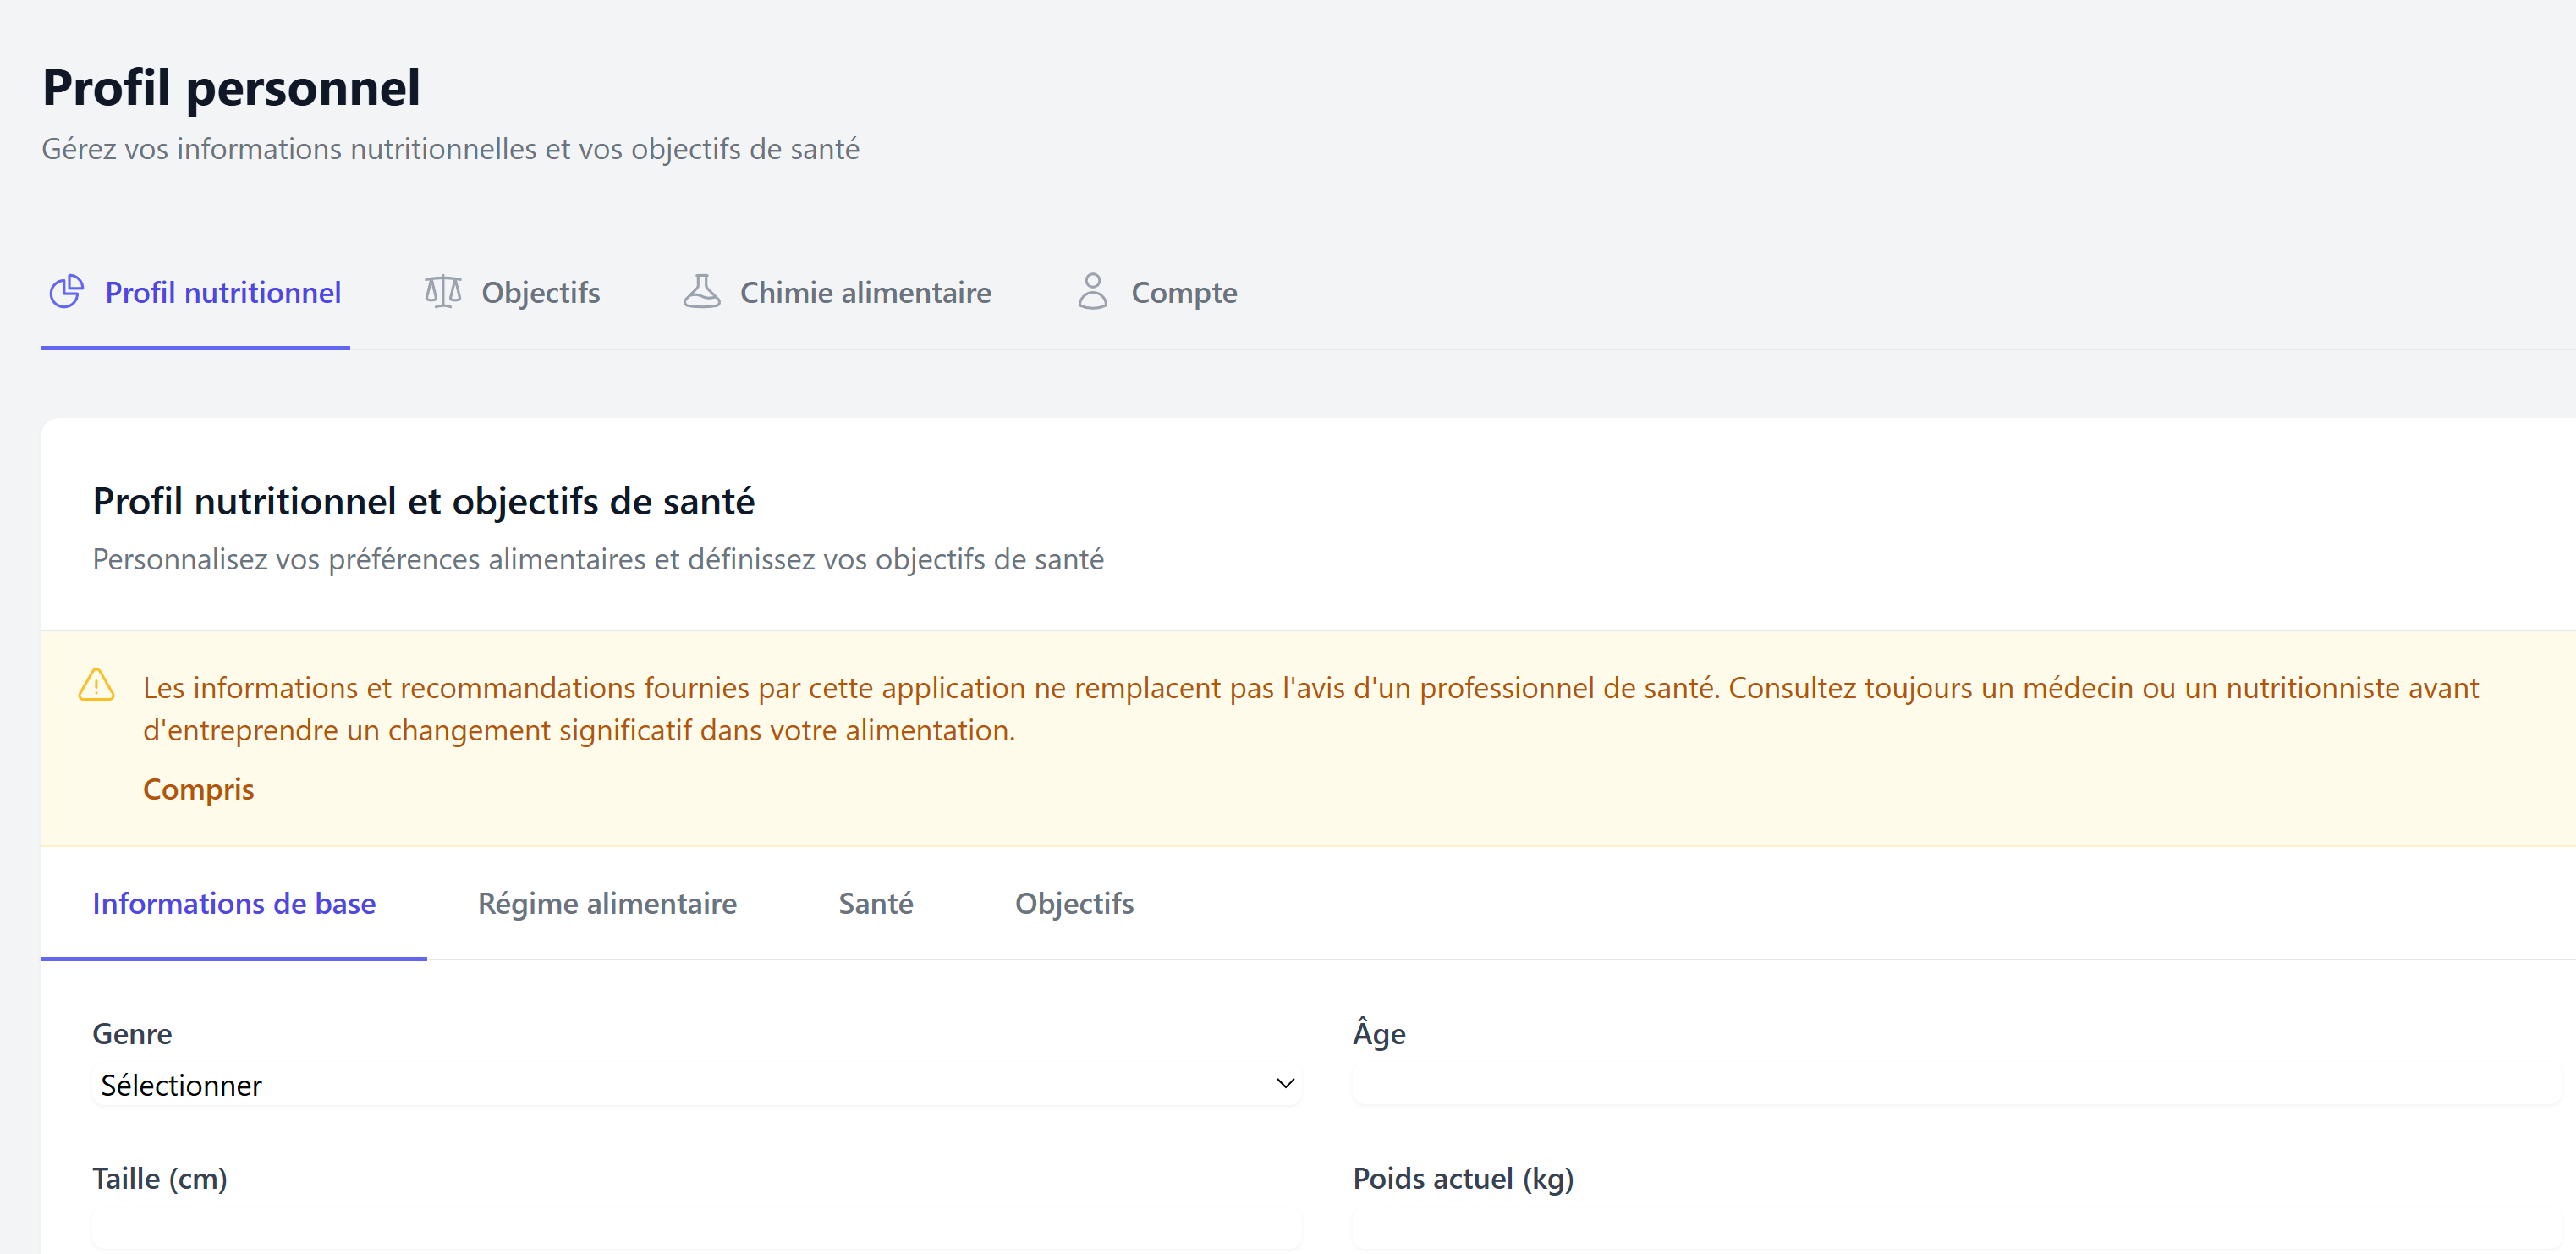 Profil personnel
Gérez vos informations nutritionnelles et vos objectifs de santé
Profil nutritionnel
Objectifs
Chimie alimentaire
Compte
Profil nutritionnel et objectifs de santé
Personnalisez vos préférences alimentaires et définissez vos objectifs de santé
Les informations et recommandations fournies par cette application ne remplacent pas l'avis d'un professionnel de santé. Consultez toujours un médecin ou un nutritionniste avant
d'entreprendre un changement significatif dans votre alimentation.
Compris
Informations de base
Régime alimentaire
Santé
Objectifs
Genre
Sélectionner
Âge
Taille (cm)
Poids actuel (kg)